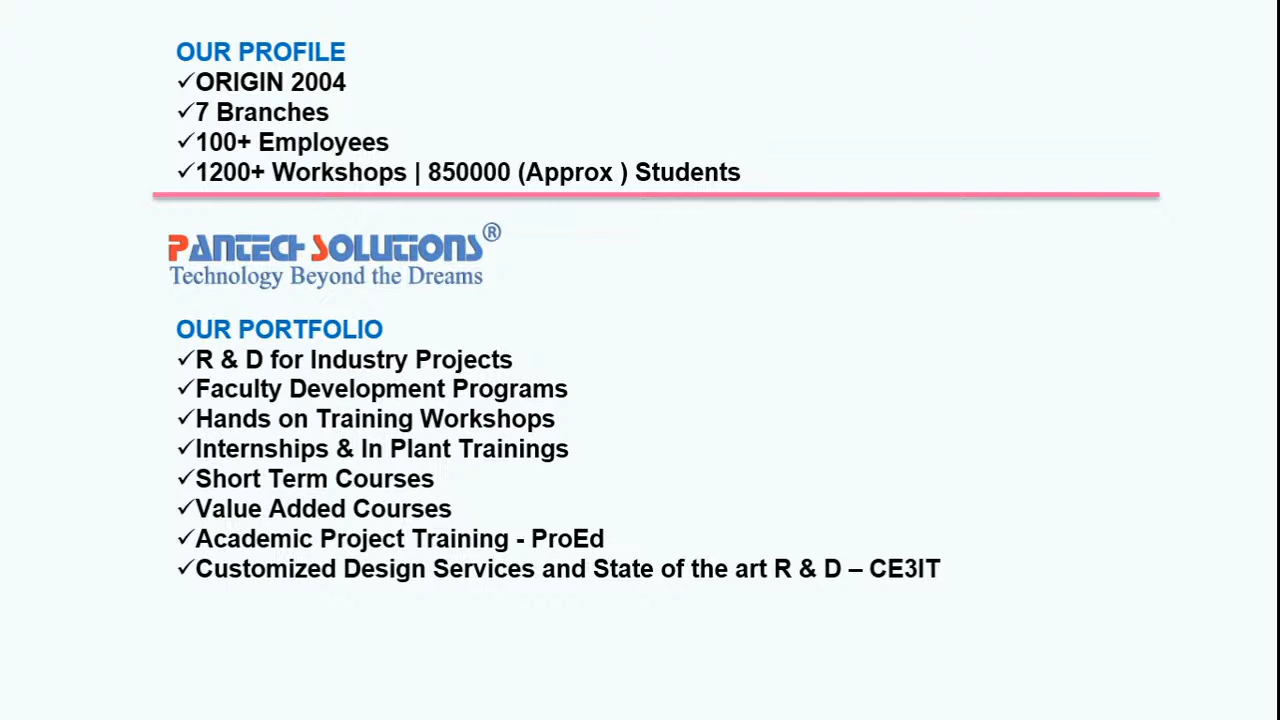 OUR PROFILE
✓ORIGIN 2004
✓7 Branches
✓100+ Employees
✓1200+ Workshops | 850000 (Approx ) Students
PANTECH SOLUTIONS®
Technology Beyond the Dreams
OUR PORTFOLIO
✓R & D for Industry Projects
✓Faculty Development Programs
✓Hands on Training Workshops
✓Internships & In Plant Trainings
✓Short Term Courses
✓Value Added Courses
✓Academic Project Training - ProEd
✓Customized Design Services and State of the art R & D – CE3IT